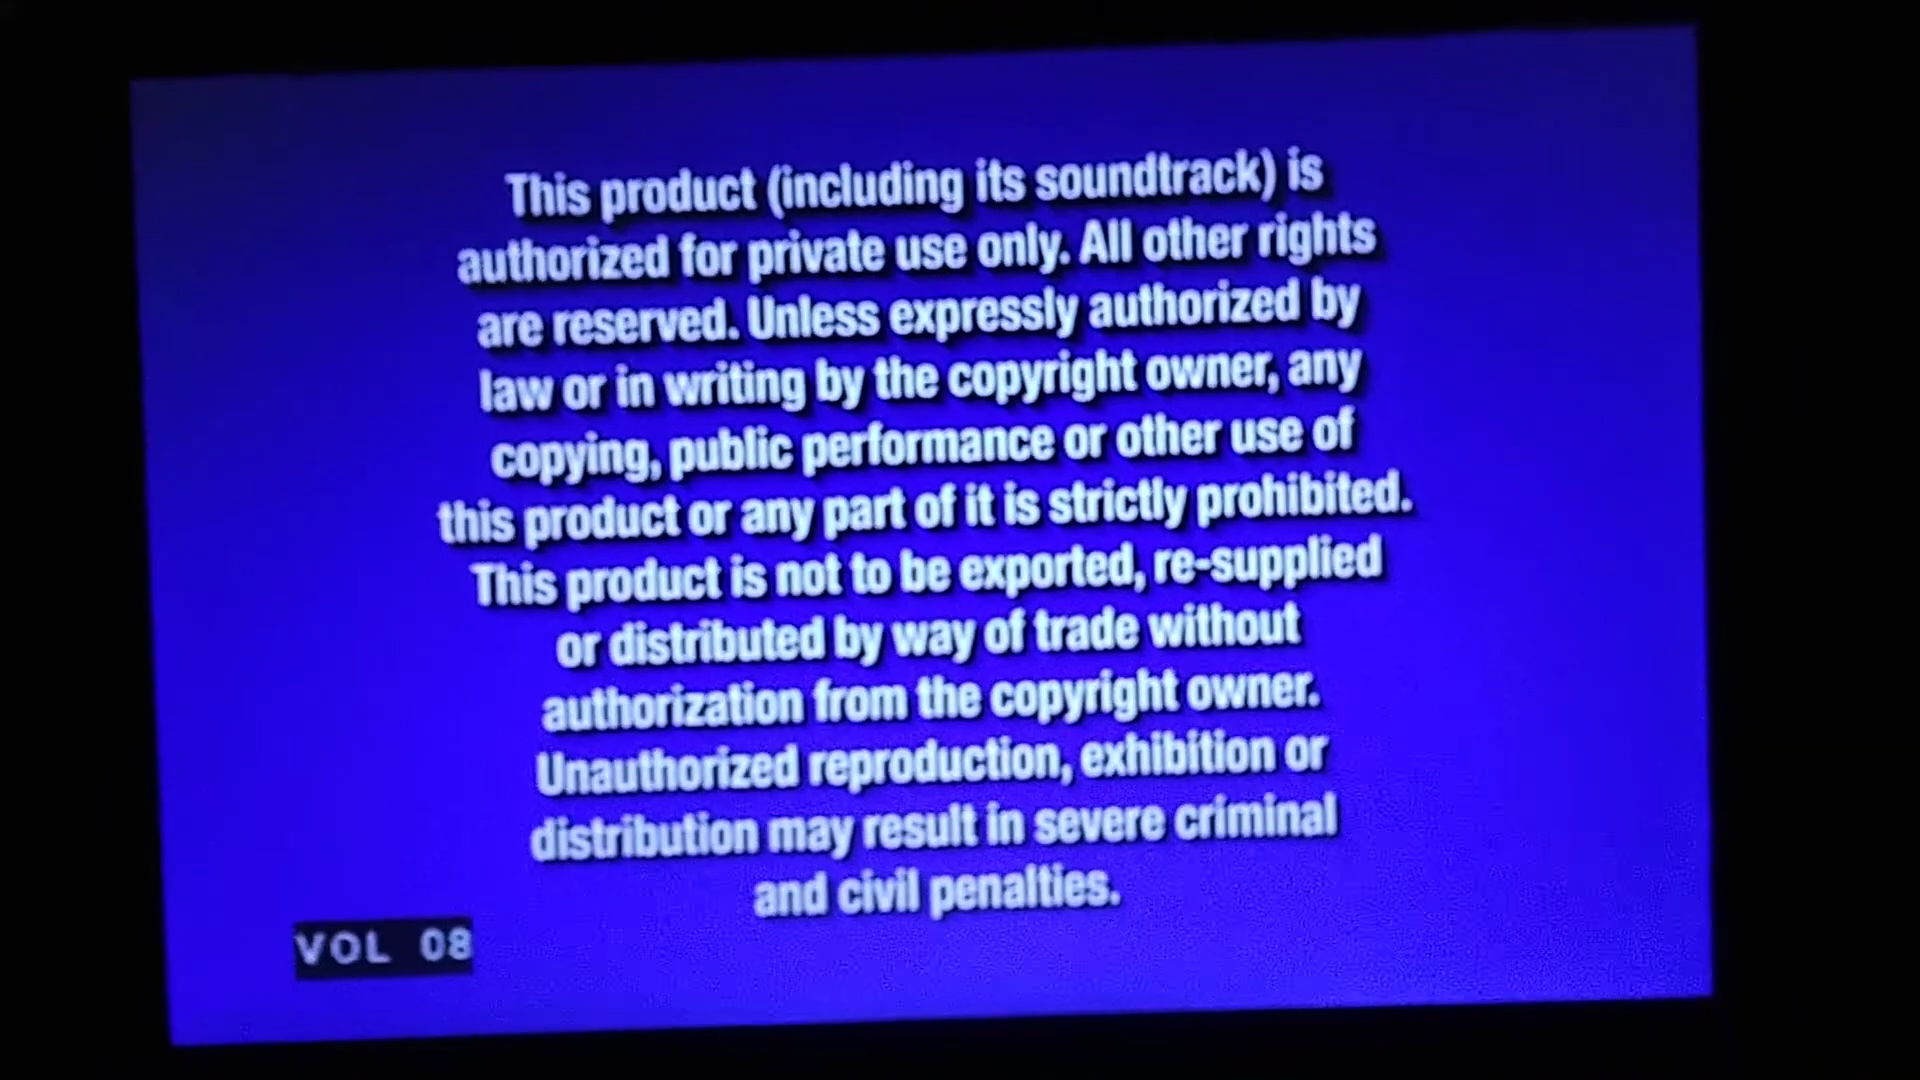 This product (including its soundtrack) is
authorized for private use only. All other rights
are reserved. Unless expressly authorized by
law or in writing by the copyright owner, any
copying, public performance or other use of
this product or any part of it is strictly prohibited.
This product is not to be exported, re-supplied
or distributed by way of trade without
authorization from the copyright owner.
Unauthorized reproduction, exhibition or
distribution may result in severe criminal
and civil penalties.
VOL 08